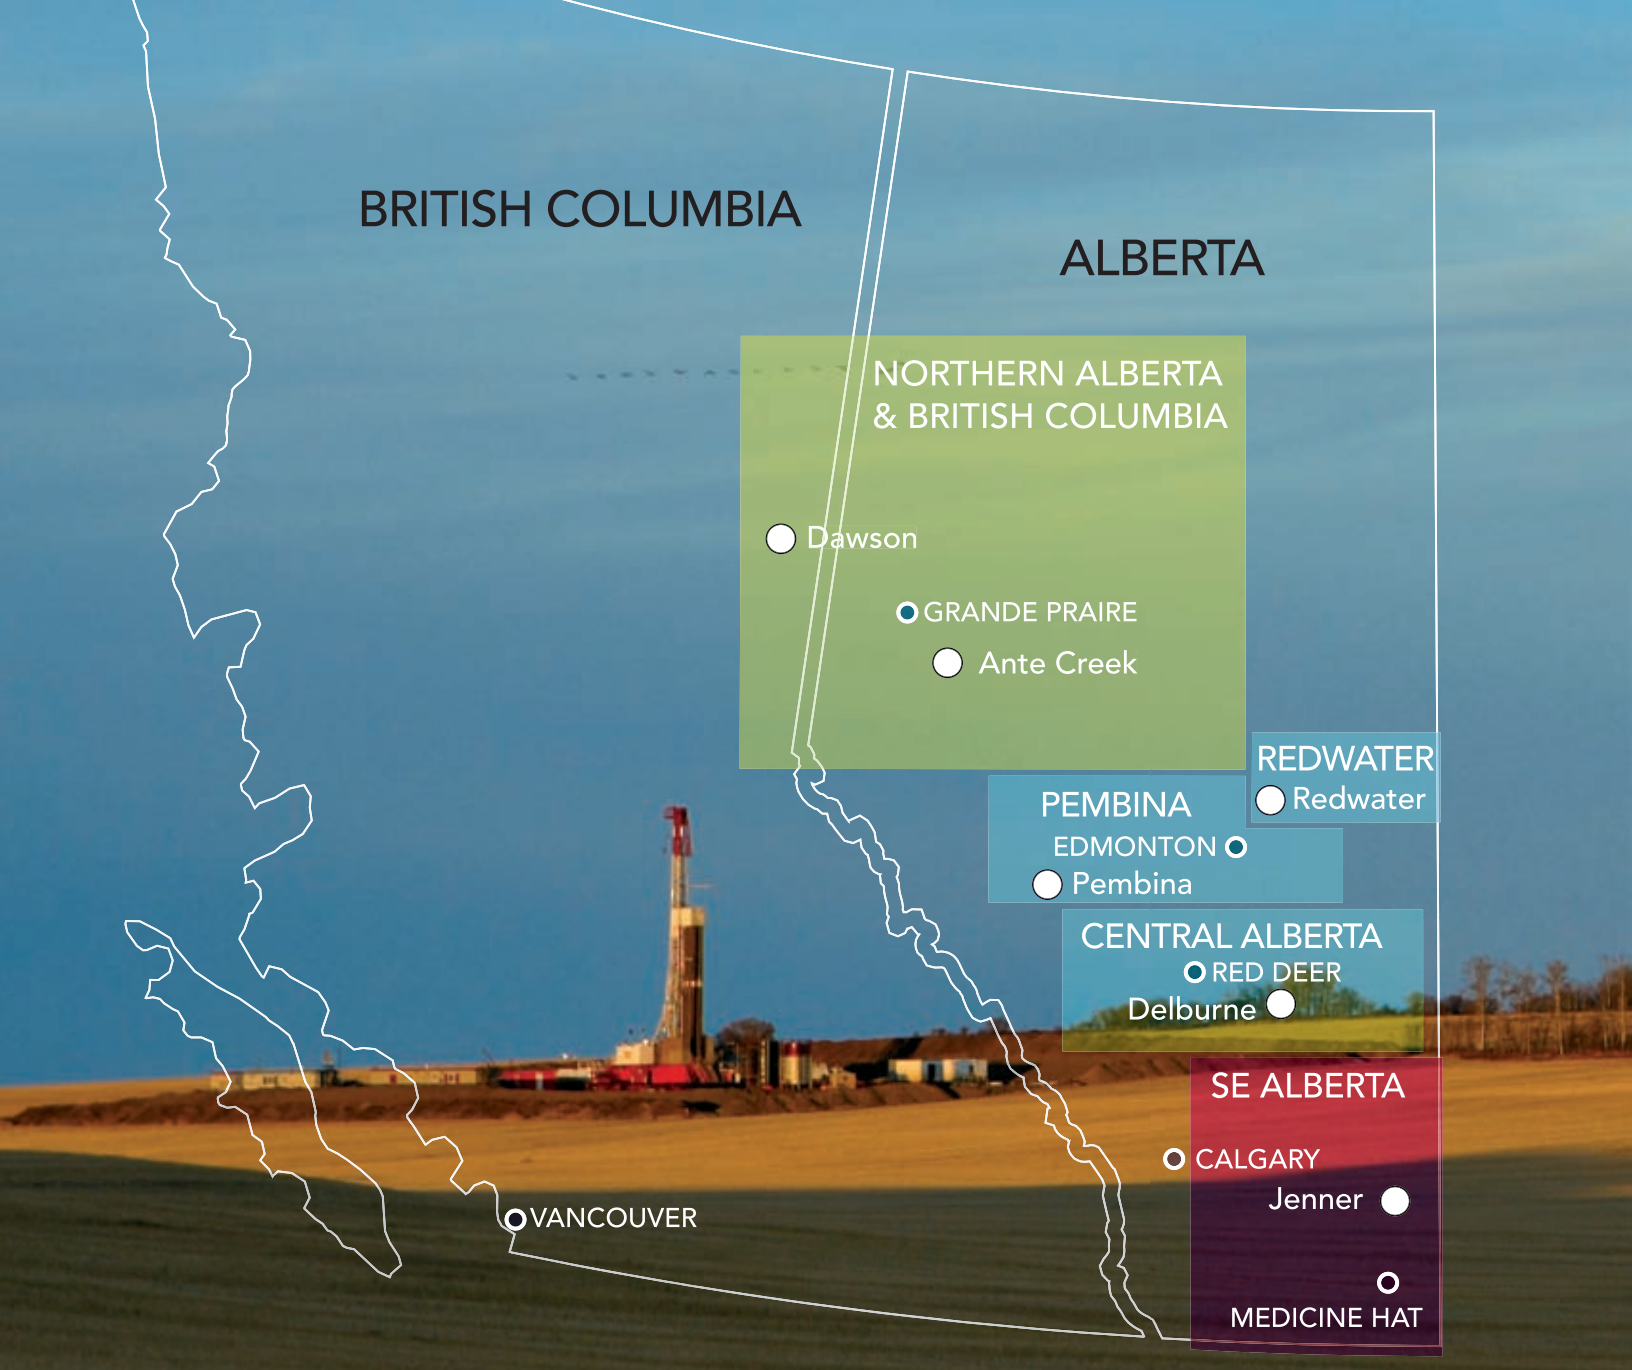 BRITISH COLUMBIA
ALBERTA
NORTHERN ALBERTA
& BRITISH COLUMBIA
Dawson
GRANDE PRAIRE
Ante Creek
REDWATER
Redwater
PEMBINA
EDMONTON
Pembina
CENTRAL ALBERTA
RED DEER
Delburne
SE ALBERTA
CALGARY
Jenner
VANCOUVER
MEDICINE HAT